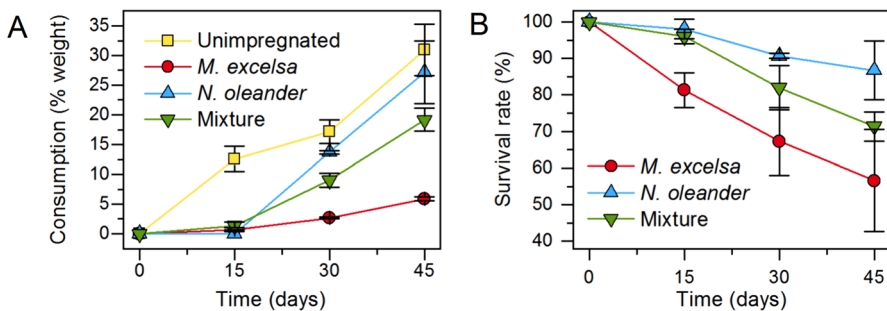 A
Consumption (% weight)
35
30
25
20
15
10
5
0
Unimpregnated
M. excelsa
N. oleander
Mixture
0 15 30 45
Time (days)
B
Survival rate (%)
100
90
80
70
60
50
40
M. excelsa
N. oleander
Mixture
0 15 30 45
Time (days)